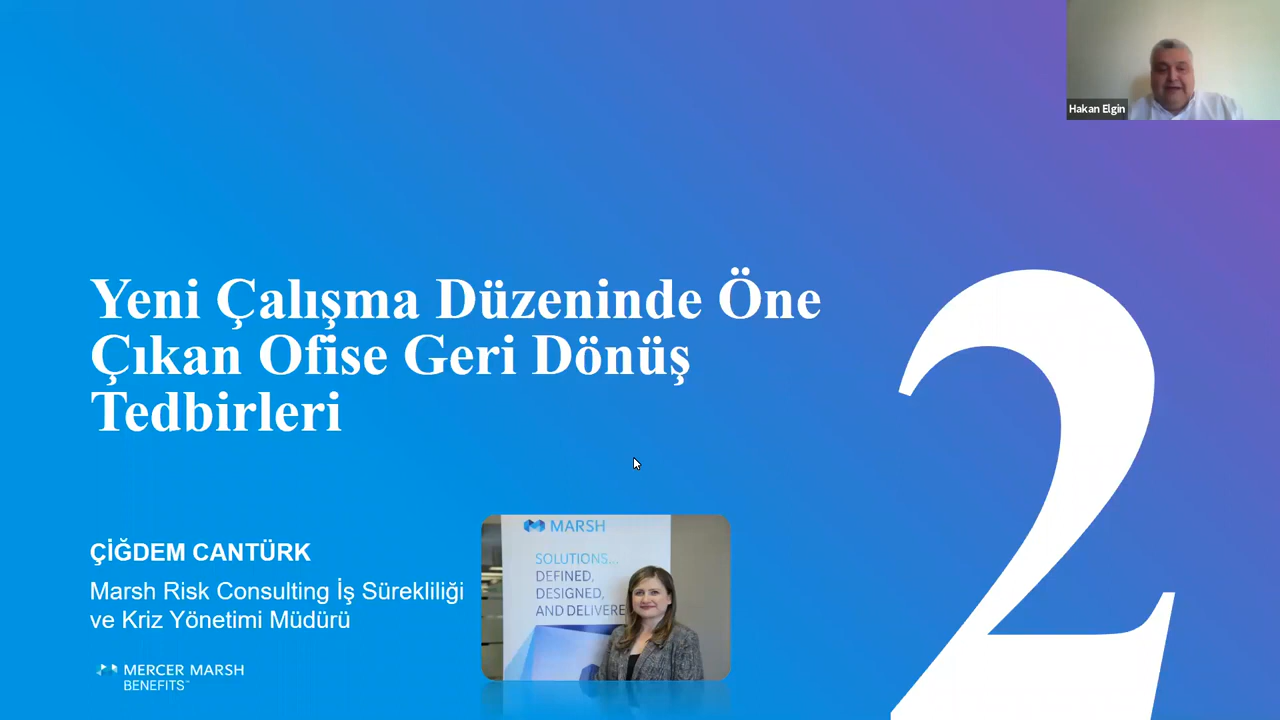 Hakan Elgin
Yeni Çalışma Düzeninde Öne
Çıkan Ofise Geri Dönüş
Tedbirleri
2
ÇİĞDEM CANTÜRK
Marsh Risk Consulting İş Sürekliliği
ve Kriz Yönetimi Müdürü
MARSH
SOLUTIONS...
DEFINED,
DESIGNED,
AND DELIVERE
MERCER MARSH
BENEFITS™